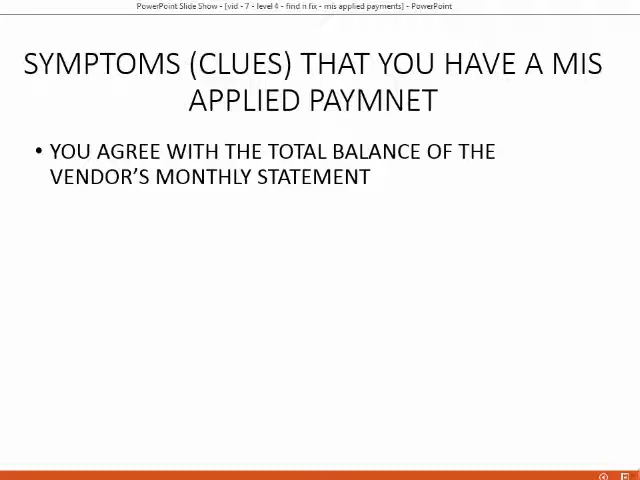 PowerPoint Slide Show - [vid - 7 - level 4 - find n fix - mis applied payments] - PowerPoint
SYMPTOMS (CLUES) THAT YOU HAVE A MIS
APPLIED PAYMNET
• YOU AGREE WITH THE TOTAL BALANCE OF THE
VENDOR'S MONTHLY STATEMENT